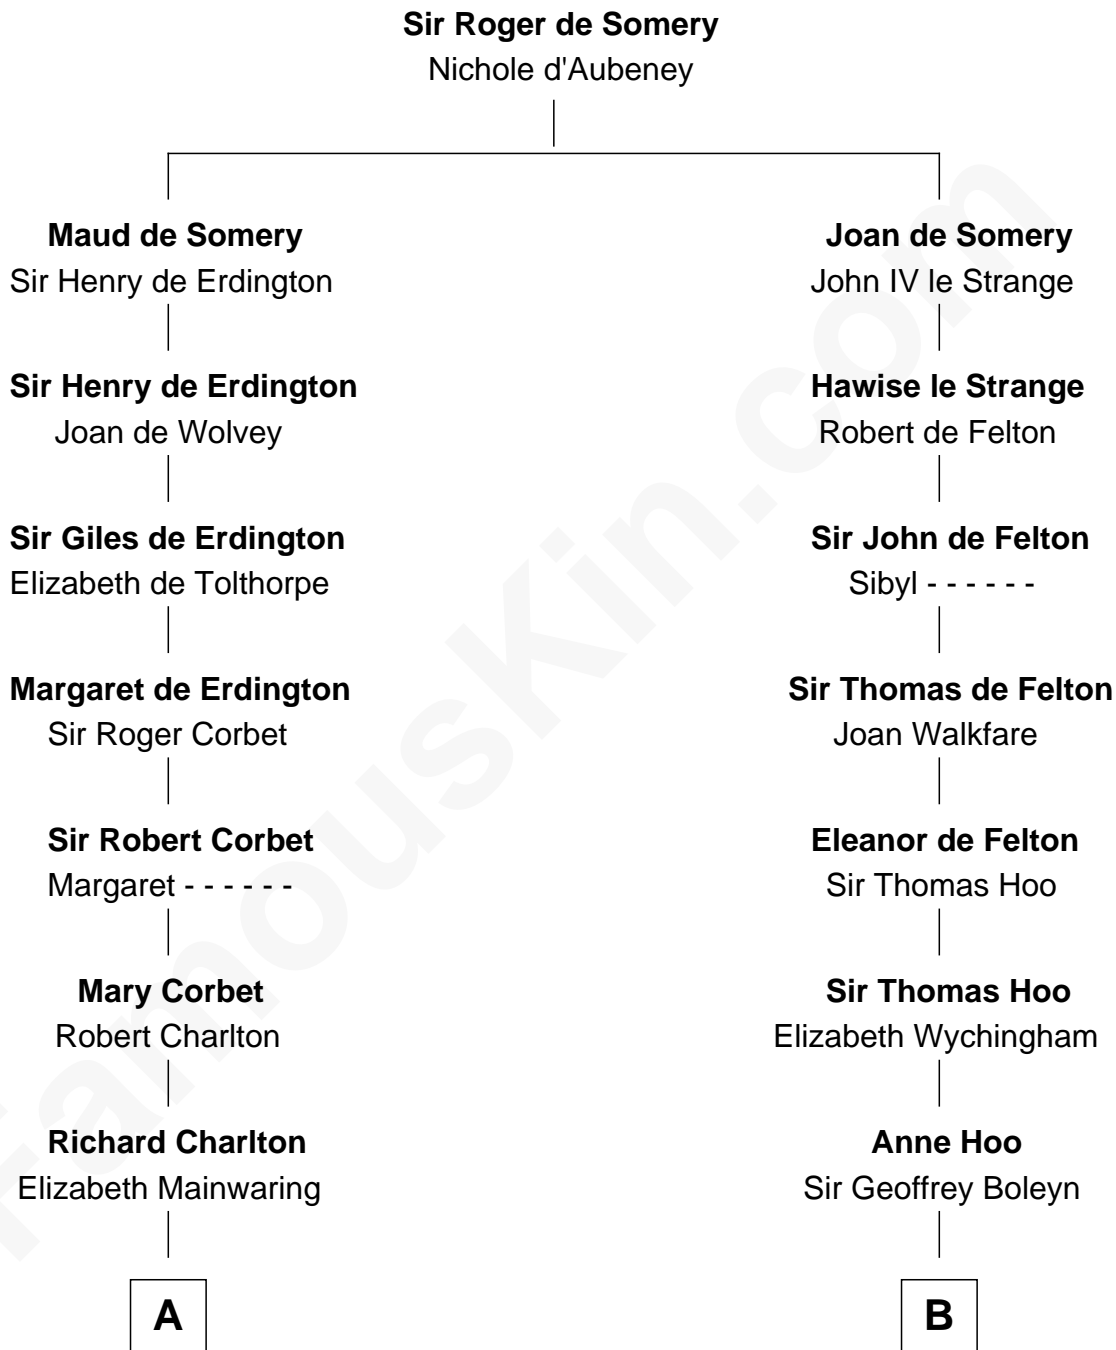 Sir Roger de Somery
Nichole d'Aubeney
Maud de Somery
Sir Henry de Erdington
Joan de Somery
John IV le Strange
Sir Henry de Erdington
Joan de Wolvey
Hawise le Strange
Robert de Felton
Sir Giles de Erdington
Elizabeth de Tolthorpe
Sir John de Felton
Sibyl - - - - - -
Margaret de Erdington
Sir Roger Corbet
Sir Thomas de Felton
Joan Walkfare
Sir Robert Corbet
Margaret - - - - - -
Eleanor de Felton
Sir Thomas Hoo
Mary Corbet
Robert Charlton
Sir Thomas Hoo
Elizabeth Wychingham
Richard Charlton
Elizabeth Mainwaring
Anne Hoo
Sir Geoffrey Boleyn
A
B
FamousKin.com